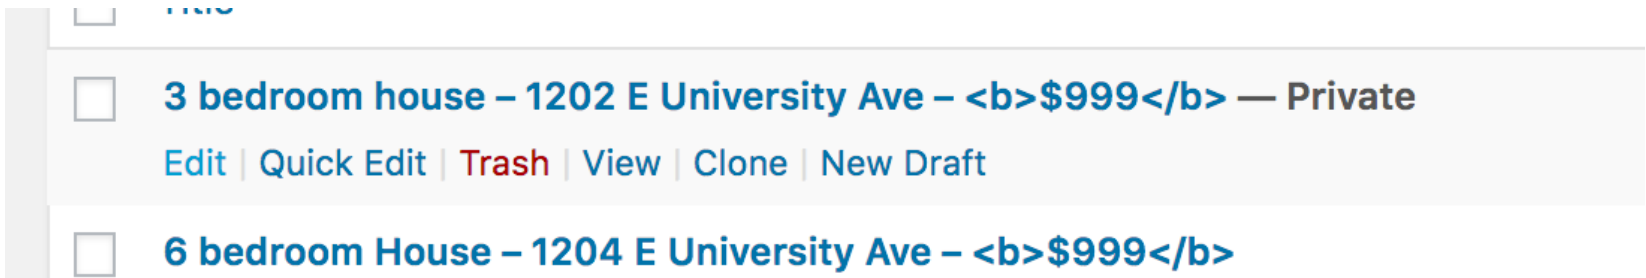 Title
3 bedroom house – 1202 E University Ave – <b>$999</b> — Private
Edit | Quick Edit | Trash | View | Clone | New Draft
6 bedroom House – 1204 E University Ave – <b>$999</b>